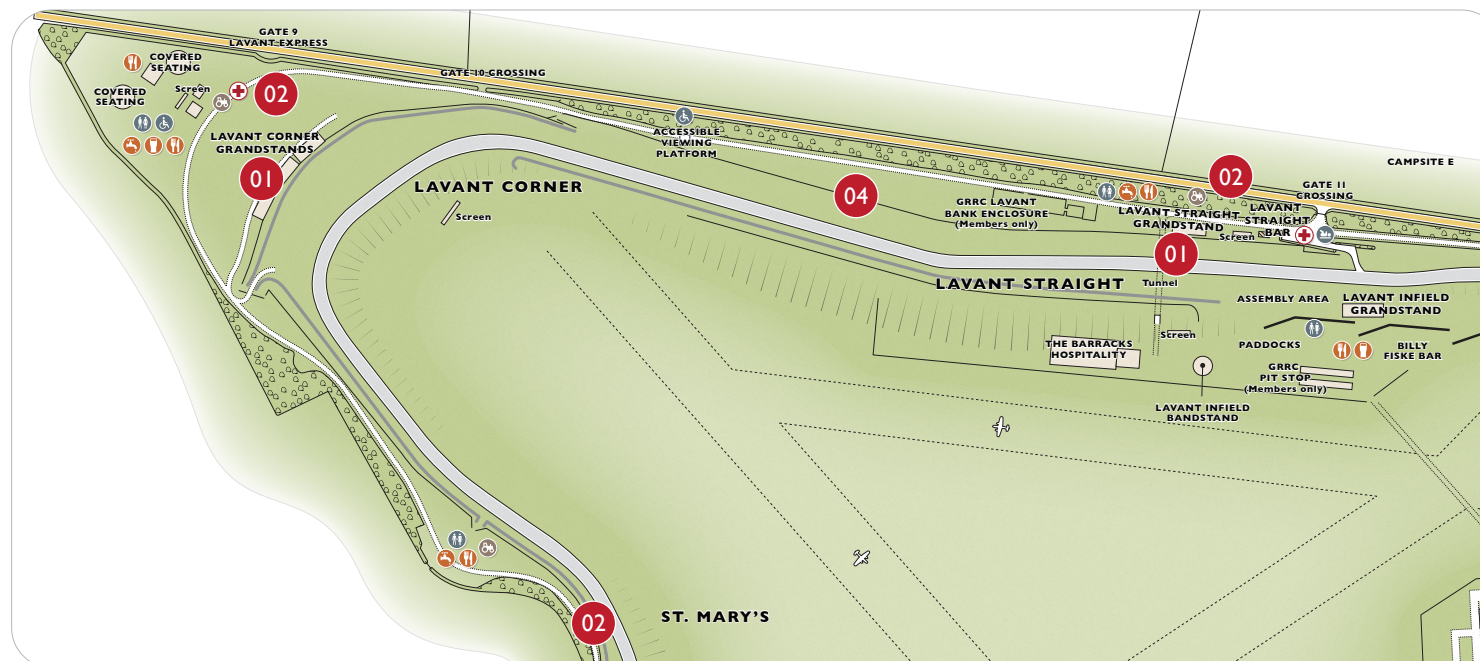 GATE 9
LAVANT EXPRESS
COVERED
SEATING
GATE 10 CROSSING
COVERED
SEATING
Screen
02
LAVANT CORNER
GRANDSTANDS
01
ACCESSIBLE
VIEWING
PLATFORM
CAMPSITE E
LAVANT CORNER
Screen
04
02
GATE 11
CROSSING
GRRC LAVANT
BANK ENCLOSURE
(Members only)
LAVANT STRAIGHT
GRANDSTAND
LAVANT
STRAIGHT
BAR
Screen
01
LAVANT STRAIGHT
Tunnel
ASSEMBLY AREA
LAVANT INFIELD
GRANDSTAND
Screen
PADDOCKS
THE BARRACKS
HOSPITALITY
BILLY
FISKE BAR
GRRC
PIT STOP
(Members only)
LAVANT INFIELD
BANDSTAND
02
ST. MARY'S